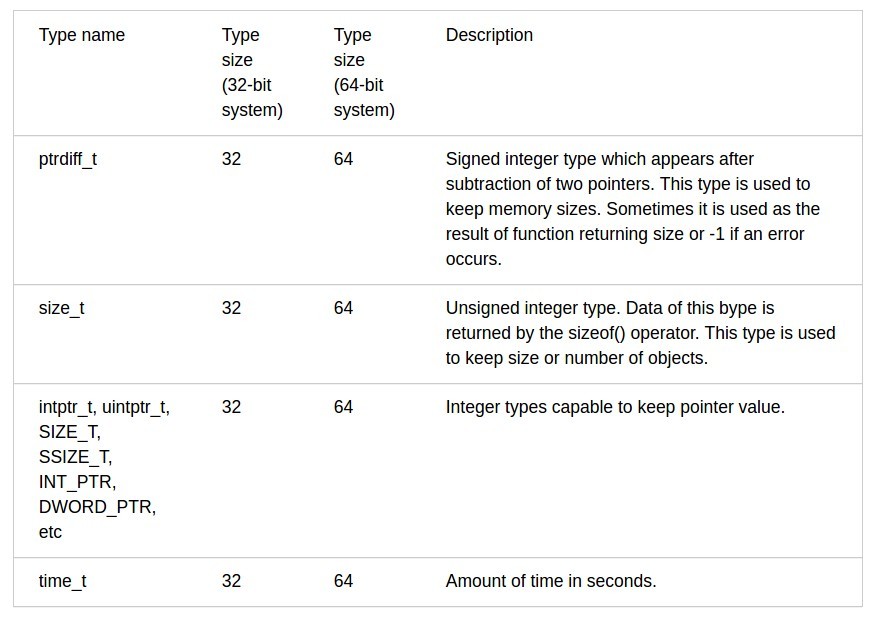 Type name
Type
size
(32-bit
system)
Type
size
(64-bit
system)
Description
ptrdiff_t
32
64
Signed integer type which appears after
subtraction of two pointers. This type is used to
keep memory sizes. Sometimes it is used as the
result of function returning size or -1 if an error
occurs.
size_t
32
64
Unsigned integer type. Data of this bype is
returned by the sizeof() operator. This type is used
to keep size or number of objects.
intptr_t, uintptr_t,
SIZE_T,
SSIZE_T,
INT_PTR,
DWORD_PTR,
etc
32
64
Integer types capable to keep pointer value.
time_t
32
64
Amount of time in seconds.